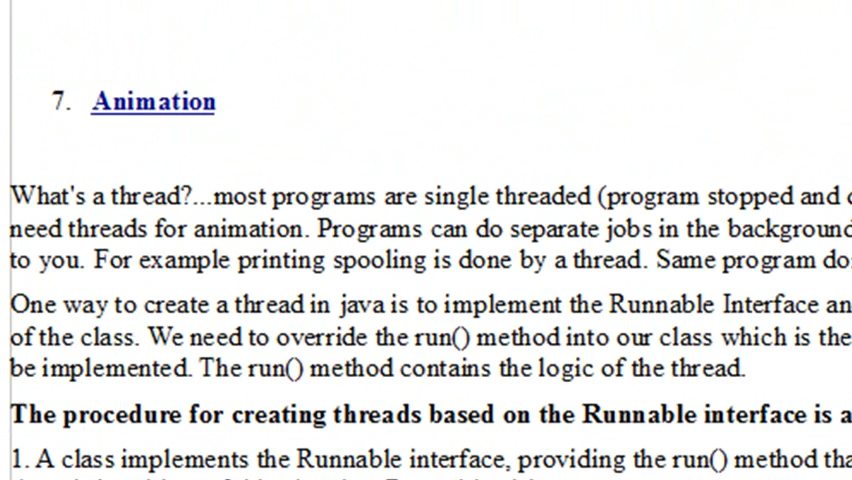 7. Animation
What's a thread?...most programs are single threaded (program stopped and
need threads for animation. Programs can do separate jobs in the background
to you. For example printing spooling is done by a thread. Same program do
One way to create a thread in java is to implement the Runnable Interface an
of the class. We need to override the run() method into our class which is the
be implemented. The run() method contains the logic of the thread.
The procedure for creating threads based on the Runnable interface is a
1. A class implements the Runnable interface, providing the run() method tha